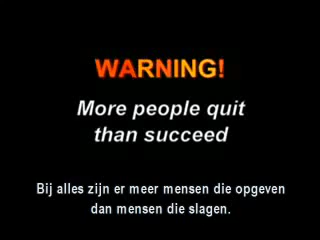 WARNING!
More people quit
than succeed
Bij alles zijn er meer mensen die opgeven
dan mensen die slagen.